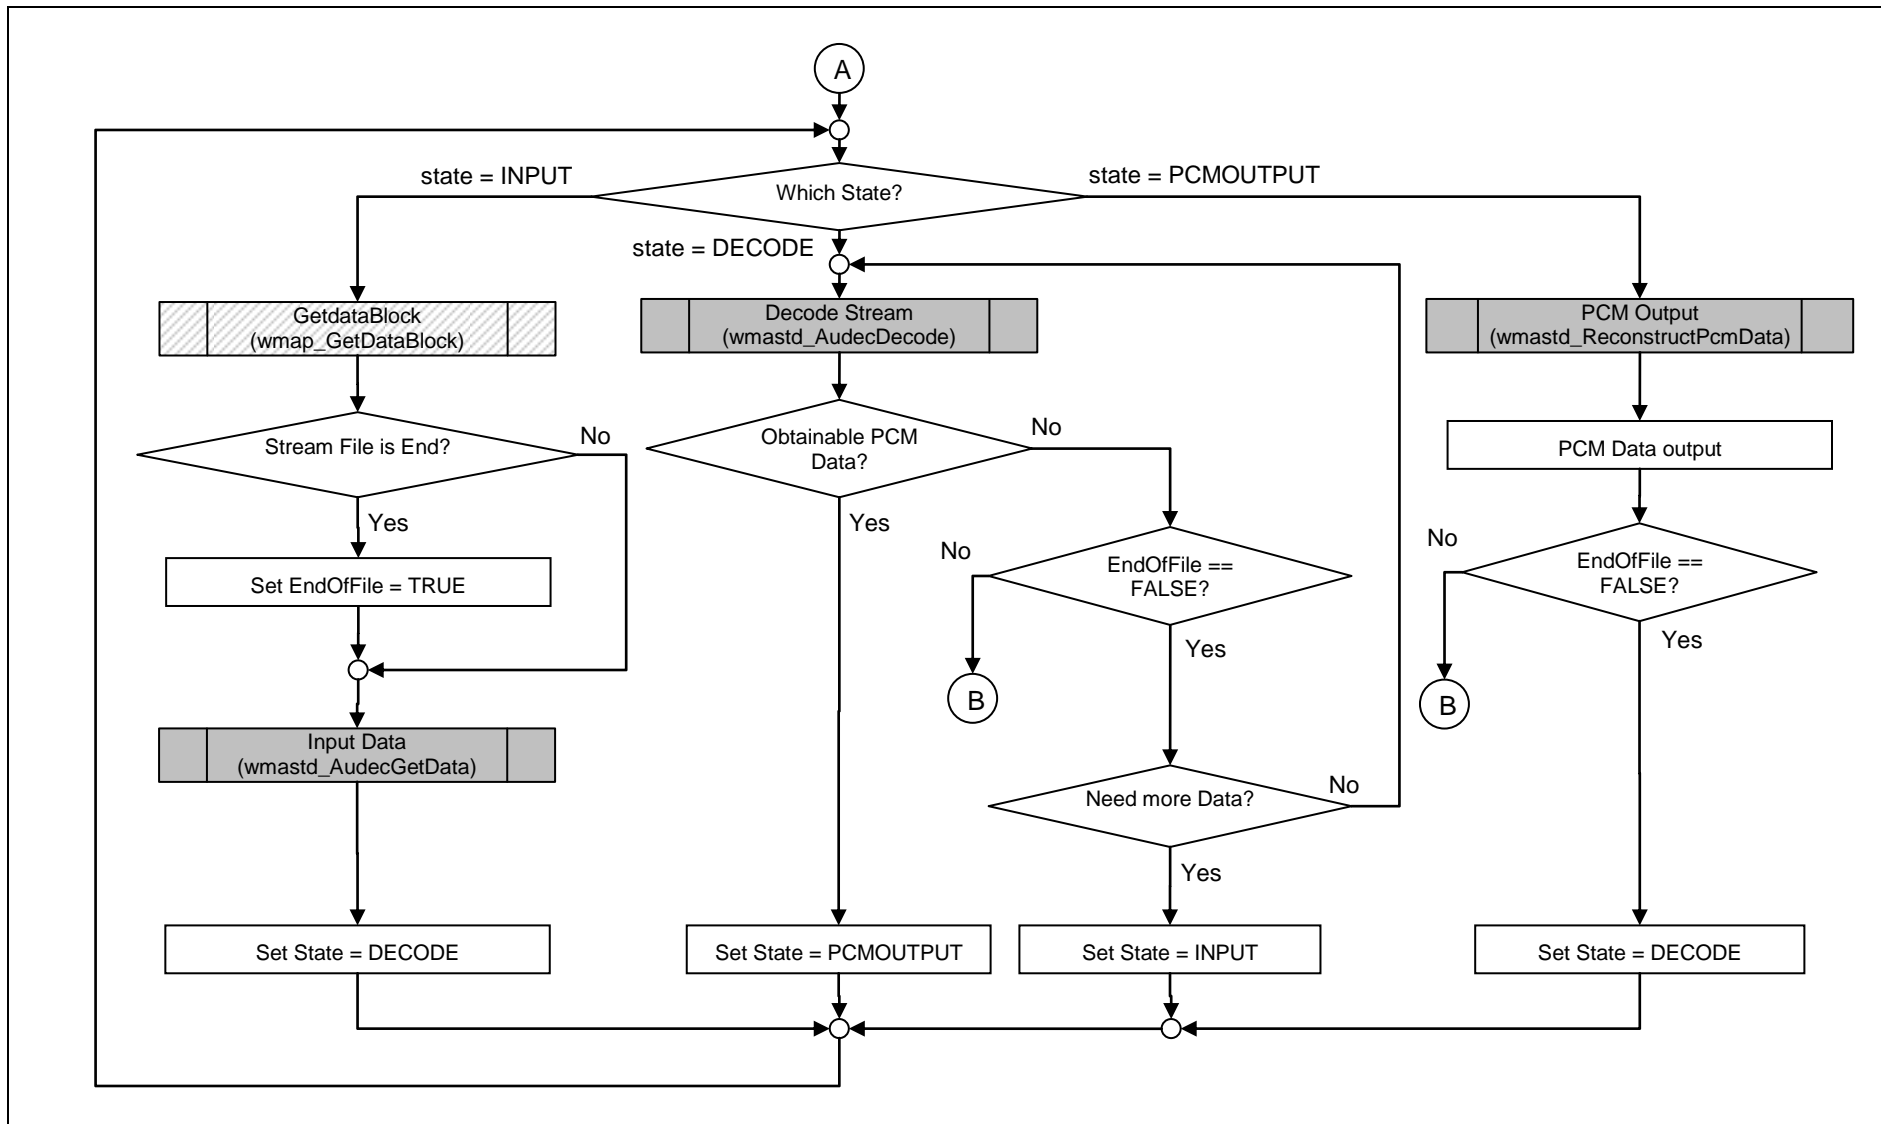 A
state = INPUT
Which State?
state = PCMOUTPUT
state = DECODE
GetdataBlock
(wmap_GetDataBlock)
Decode Stream
(wmastd_AudecDecode)
PCM Output
(wmastd_ReconstructPcmData)
Stream File is End?
No
Obtainable PCM
Data?
No
PCM Data output
Yes
Yes
No
EndOfFile ==
FALSE?
No
EndOfFile ==
FALSE?
Set EndOfFile = TRUE
Yes
Yes
B
B
Input Data
(wmastd_AudecGetData)
Need more Data?
No
Yes
Set State = DECODE
Set State = PCMOUTPUT
Set State = INPUT
Set State = DECODE